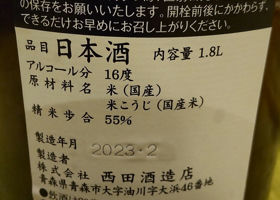 の保存をお願いいたします。開栓前後にかかわらず、
できるだけお早めにお召し上がりください。
品目 日本酒 内容量 1.8L
アルコール分 16度
原材料名 米(国産)
米こうじ(国産米)
精米歩合 55%
製造年月 2023.2
製造者
株式会社 西田酒造店
青森県青森市大字油川字大浜46番地